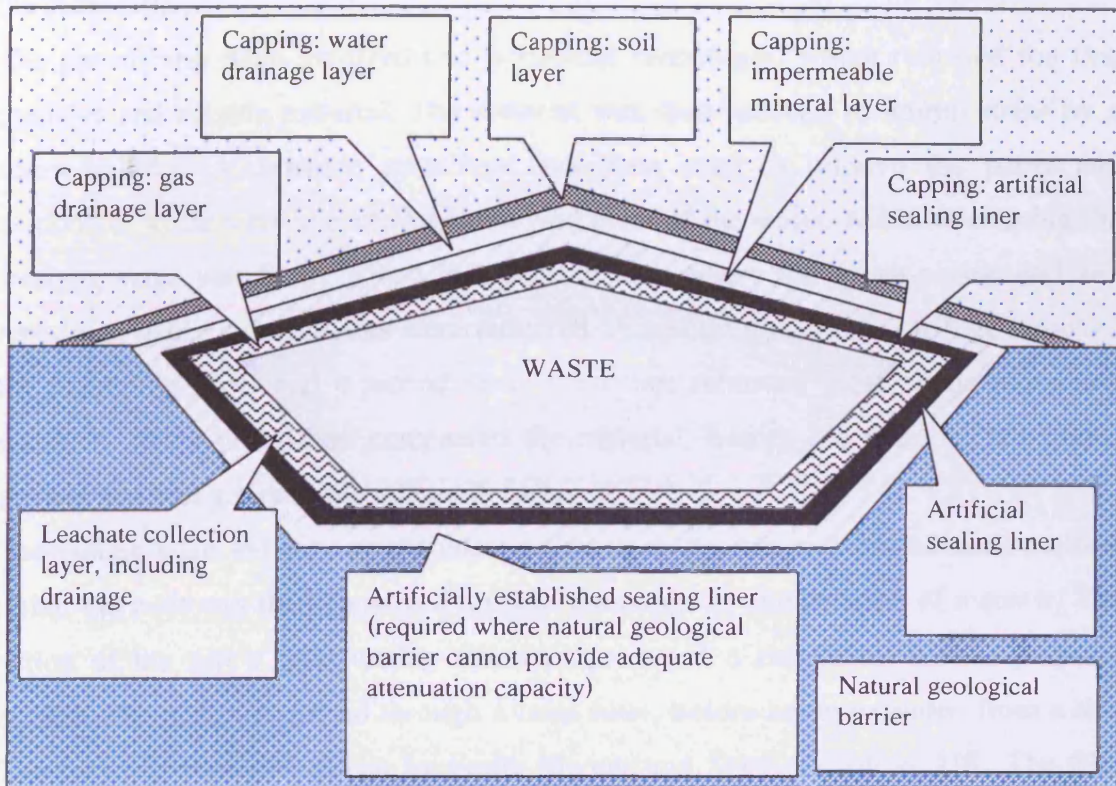 Capping: water
drainage layer
Capping: soil
layer
Capping:
impermeable
mineral layer
Capping: gas
drainage layer
Capping: artificial
sealing liner
WASTE
Leachate collection
layer, including
drainage
Artificially established sealing liner
(required where natural geological
barrier cannot provide adequate
attenuation capacity)
Artificial
sealing liner
Natural geological
barrier